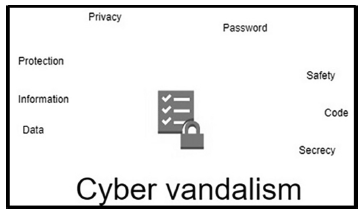 Privacy
Password
Protection
Safety
Information
Code
Data
Secrecy
Cyber vandalism